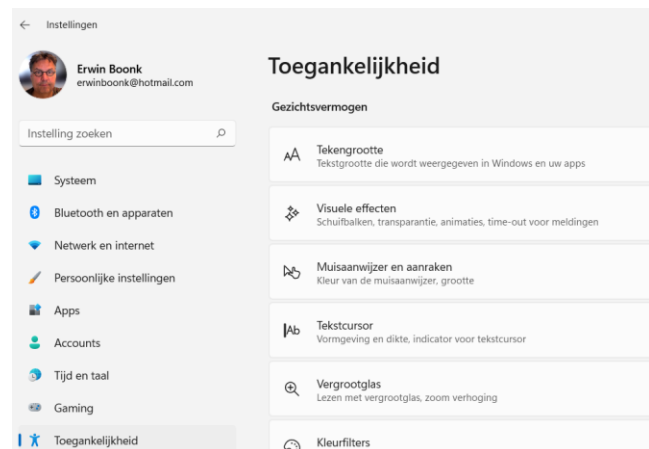 Instellingen
Erwin Boonk
erwinboonk@hotmail.com
Instelling zoeken
Systeem
Bluetooth en apparaten
Netwerk en internet
Persoonlijke instellingen
Apps
Accounts
Tijd en taal
Gaming
Toegankelijkheid
Toegankelijkheid
Gezichtsvermogen
Tekengrootte
Tekstgrootte die wordt weergegeven in Windows en uw apps
Visuele effecten
Schuifbalken, transparantie, animaties, time-out voor meldingen
Muisaanwijzer en aanraken
Kleur van de muisaanwijzer, grootte
Tekstcursor
Vormgeving en dikte, indicator voor tekstcursor
Vergrootglas
Lezen met vergrootglas, zoom verhoging
Kleurfilters